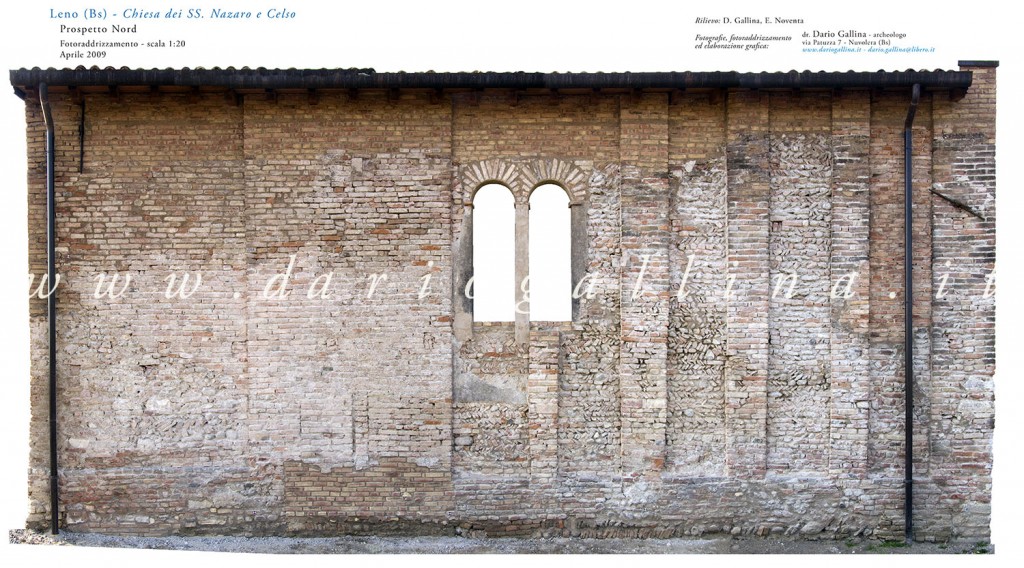 Leno (Bs) - Chiesa dei SS. Nazaro e Celso
Prospetto Nord
Fotoraddrizzamento - scala 1:20
Aprile 2009
Rilievo: D. Gallina, E. Noventa
Fotografie, fotoraddrizzamento
ed elaborazione grafica:
dr. Dario Gallina - archeologo
via Patuzza 7 - Nuvolera (Bs)
www.dariogallina.it - dario.gallina@libero.it
www.dariogallina.it